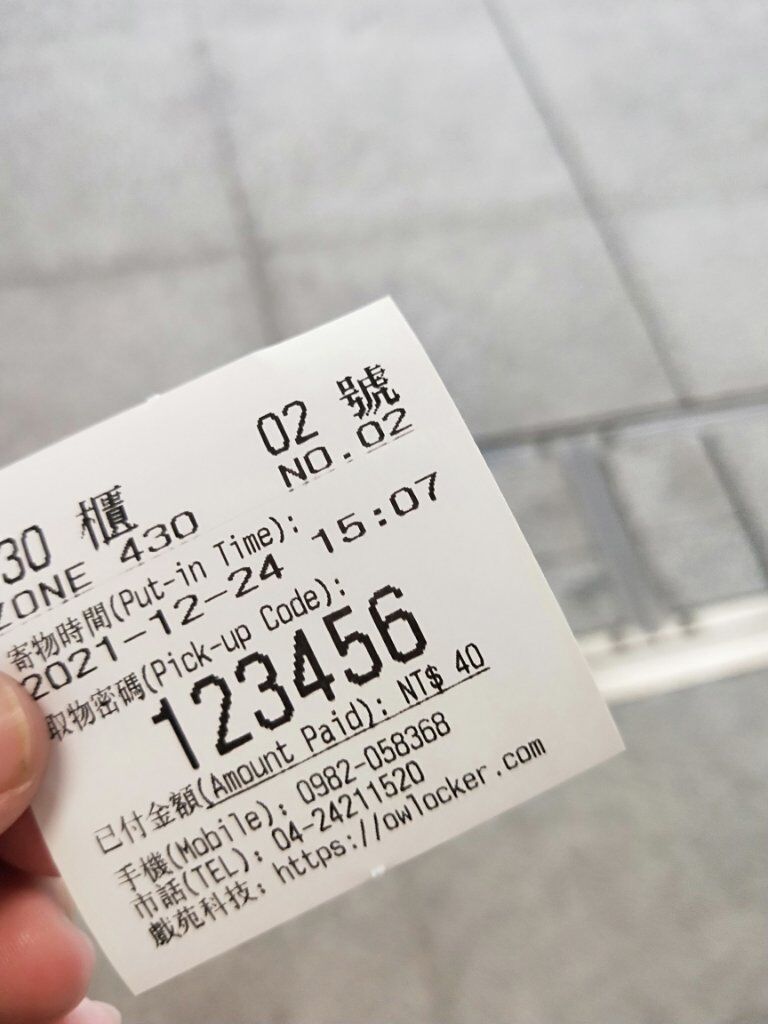 30 櫃 02 號
ZONE 430 NO.02
寄物時間(Put-in Time):
2021-12-24 15:07
取物密碼(Pick-up Code):
123456
已付金額(Amount Paid): NT$ 40
手機(Mobile): 0982-058368
市話(TEL): 04-24211520
戲苑科技: https://owlocker.com